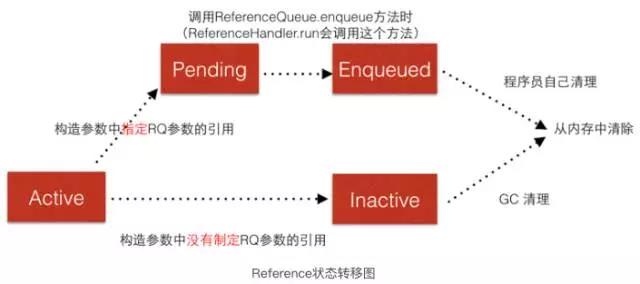 调用ReferenceQueue.enqueue方法时
（ReferenceHandler.run会调用这个方法）
Pending
Enqueued
程序员自己清理
构造参数中指定RQ参数的引用
从内存中清除
Active
Inactive
GC 清理
构造参数中没有制定RQ参数的引用
Reference状态转移图